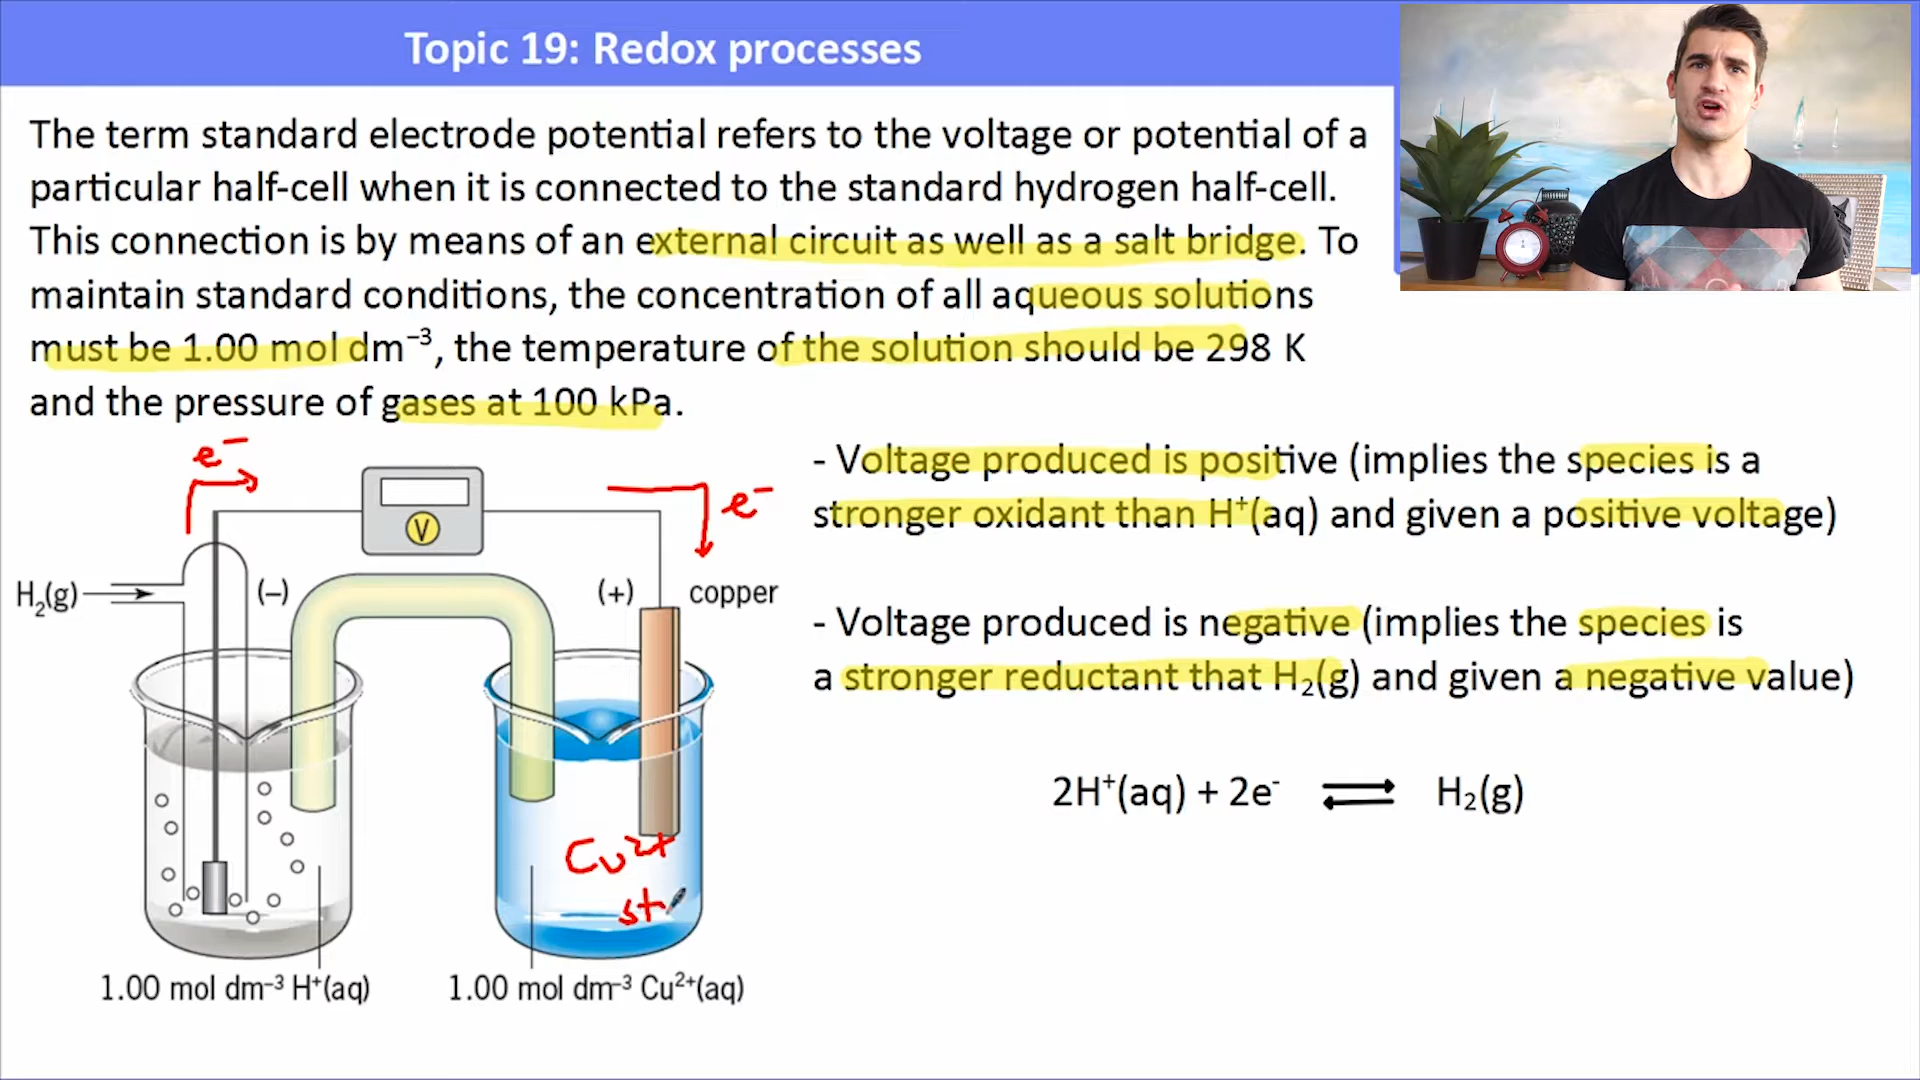 Topic 19: Redox processes
The term standard electrode potential refers to the voltage or potential of a
particular half-cell when it is connected to the standard hydrogen half-cell.
This connection is by means of an external circuit as well as a salt bridge. To
maintain standard conditions, the concentration of all aqueous solutions
must be 1.00 mol dm⁻³, the temperature of the solution should be 298 K
and the pressure of gases at 100 kPa.
e⁻
e⁻
V
H₂(g)
(–)
(+)
copper
Cu²⁺
st
1.00 mol dm⁻³ H⁺(aq)
1.00 mol dm⁻³ Cu²⁺(aq)
- Voltage produced is positive (implies the species is a
stronger oxidant than H⁺(aq) and given a positive voltage)
- Voltage produced is negative (implies the species is
a stronger reductant that H₂(g) and given a negative value)
2H⁺(aq) + 2e⁻ ⇌ H₂(g)